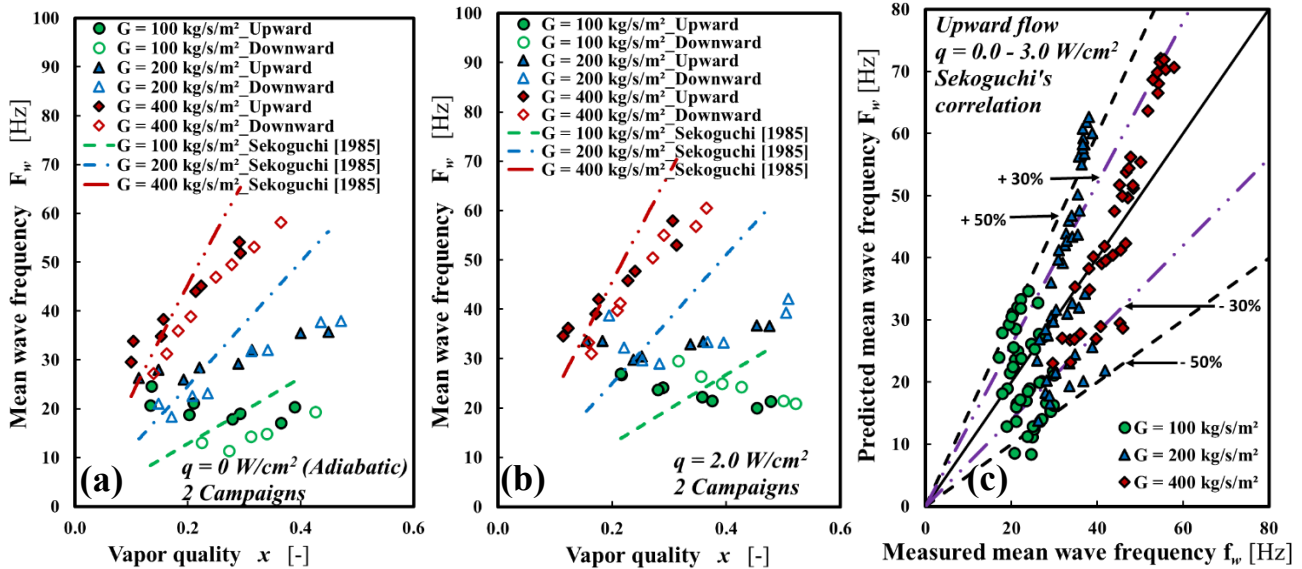 Mean wave frequency F_w [Hz]
100
90
80
70
60
50
40
30
20
10
0
G = 100 kg/s/m²_Upward
G = 100 kg/s/m²_Downward
G = 200 kg/s/m²_Upward
G = 200 kg/s/m²_Downward
G = 400 kg/s/m²_Upward
G = 400 kg/s/m²_Downward
G = 100 kg/s/m²_Sekoguchi [1985]
G = 200 kg/s/m²_Sekoguchi [1985]
G = 400 kg/s/m²_Sekoguchi [1985]
(a)
q = 0 W/cm² (Adiabatic)
2 Campaigns
0.0 0.2 0.4 0.6
Vapor quality x [-]
Mean wave frequency F_w [Hz]
100
90
80
70
60
50
40
30
20
10
0
G = 100 kg/s/m²_Upward
G = 100 kg/s/m²_Downward
G = 200 kg/s/m²_Upward
G = 200 kg/s/m²_Downward
G = 400 kg/s/m²_Upward
G = 400 kg/s/m²_Downward
G = 100 kg/s/m²_Sekoguchi [1985]
G = 200 kg/s/m²_Sekoguchi [1985]
G = 400 kg/s/m²_Sekoguchi [1985]
(b)
q = 2.0 W/cm²
2 Campaigns
0.0 0.2 0.4 0.6
Vapor quality x [-]
Predicted mean wave frequency F_w [Hz]
80
70
60
50
40
30
20
10
0
Upward flow
q = 0.0 - 3.0 W/cm²
Sekoguchi's
correlation
+ 30%
+ 50%
- 30%
- 50%
(c)
G = 100 kg/s/m²
G = 200 kg/s/m²
G = 400 kg/s/m²
0 20 40 60 80
Measured mean wave frequency f_w [Hz]